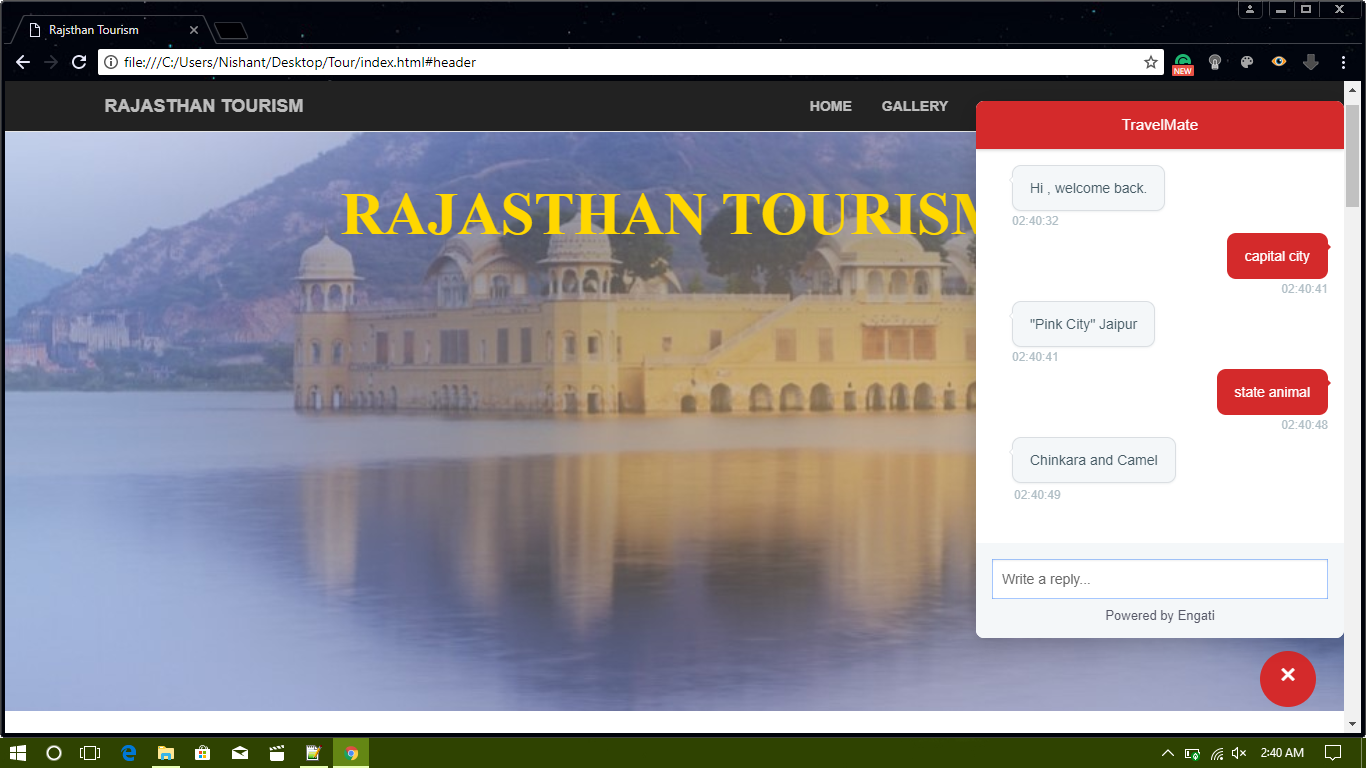 Rajsthan Tourism
file:///C:/Users/Nishant/Desktop/Tour/index.html#header
NEW
RAJASTHAN TOURISM
HOME GALLERY
RAJASTHAN TOURISM
TravelMate
Hi , welcome back.
02:40:32
capital city
02:40:41
"Pink City" Jaipur
02:40:41
state animal
02:40:48
Chinkara and Camel
02:40:49
Write a reply...
Powered by Engati
2:40 AM